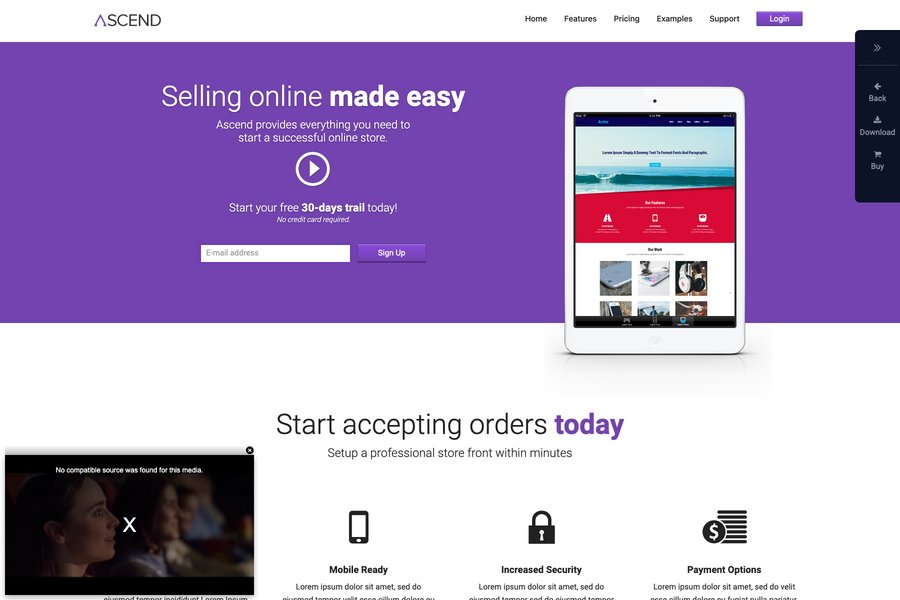 ASCEND
Home
Features
Pricing
Examples
Support
Login
Back
Download
Buy
Selling online made easy
Ascend provides everything you need to
start a successful online store.
Start your free 30-days trail today!
No credit card required.
E-mail address
Sign Up
Lorem Ipsum Simply A Dummy Text To Format Fonts And Paragraphs.
Our Features
Our Work
Start accepting orders today
Setup a professional store front within minutes
No compatible source was found for this media.
X
Mobile Ready
Lorem ipsum dolor sit amet, sed do
eiusmod tempor velit esse cillum dolore eu
Increased Security
Lorem ipsum dolor sit amet, sed do
eiusmod tempor incididunt sed do tempor
Payment Options
Lorem ipsum dolor sit amet, sed do velit
esse cillum dolore eu fugiat nulla pariatur
eiusmod tempor incididunt Lorem Ipsum